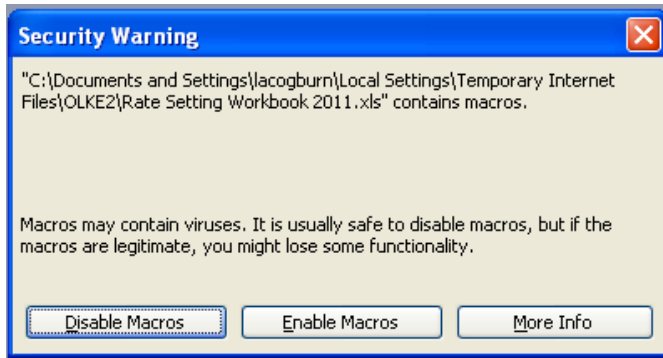 Security Warning
"C:\Documents and Settings\lacogburn\Local Settings\Temporary Internet
Files\OLKE2\Rate Setting Workbook 2011.xls" contains macros.
Macros may contain viruses. It is usually safe to disable macros, but if the
macros are legitimate, you might lose some functionality.
Disable Macros Enable Macros More Info